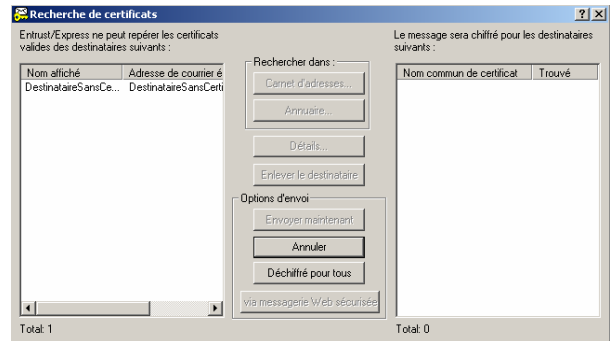 Recherche de certificats
Entrust/Express ne peut repérer les certificats
valides des destinataires suivants :
Nom affiché Adresse de courrier é
DestinataireSansCe... DestinataireSansCerti
Total: 1
Rechercher dans :
Carnet d'adresses...
Annuaire...
Détails...
Enlever le destinataire
Options d'envoi
Envoyer maintenant
Annuler
Déchiffré pour tous
via messagerie Web sécurisée
Le message sera chiffré pour les destinataires
suivants :
Nom commun de certificat Trouvé
Total: 0